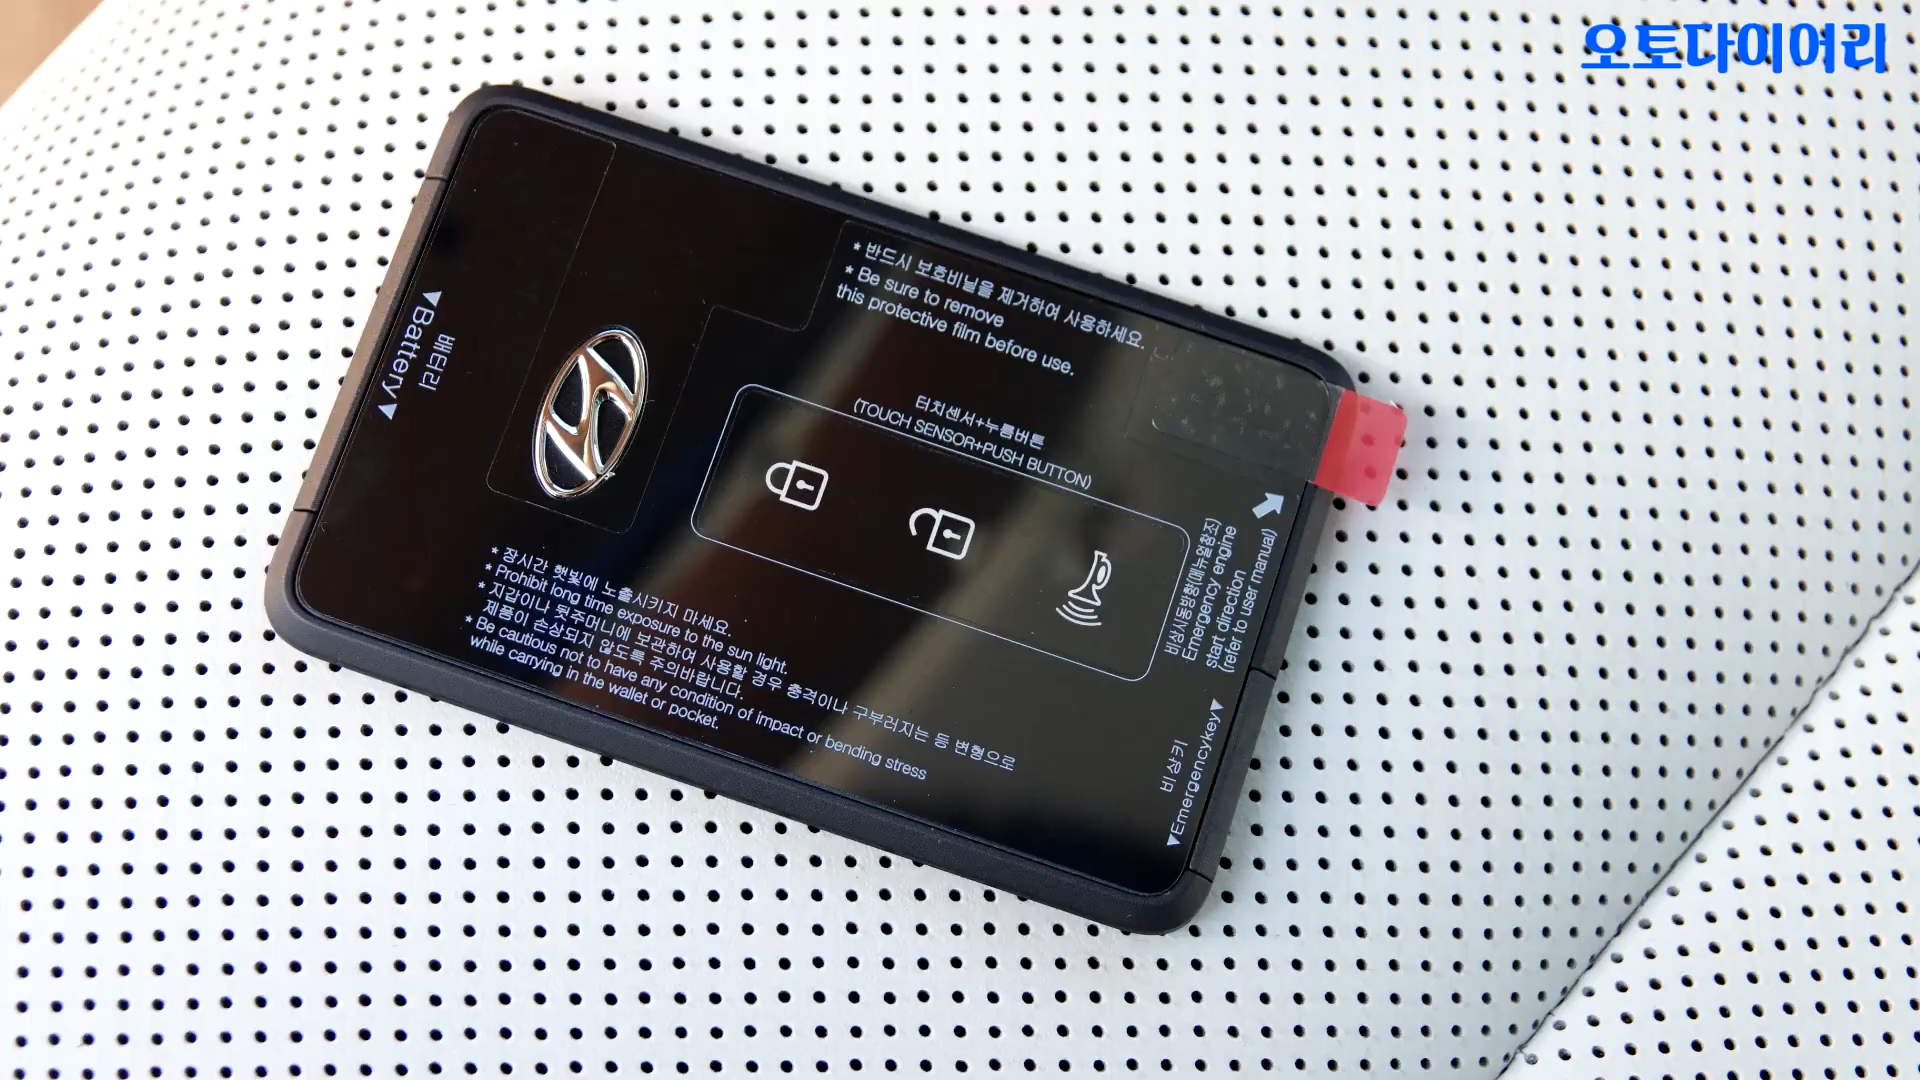 오토다이어리
* 반드시 보호비닐을 제거하여 사용하세요.
* Be sure to remove
this protective film before use.
배터리
▼Battery▼
터치센서+누름버튼
(TOUCH SENSOR+PUSH BUTTON)
* 장시간 햇빛에 노출시키지 마세요.
* Prohibit long time exposure to the sun light.
* 지갑이나 뒷주머니에 보관하여 사용할 경우 충격이나 구부러지는 등 변형으로
제품이 손상되지 않도록 주의바랍니다.
* Be cautious not to have any condition of impact or bending stress
while carrying in the wallet or pocket.
비상시동방향(메뉴얼참조)
Emergency engine
start direction
(refer to user manual)
비상키
▼Emergencykey▼